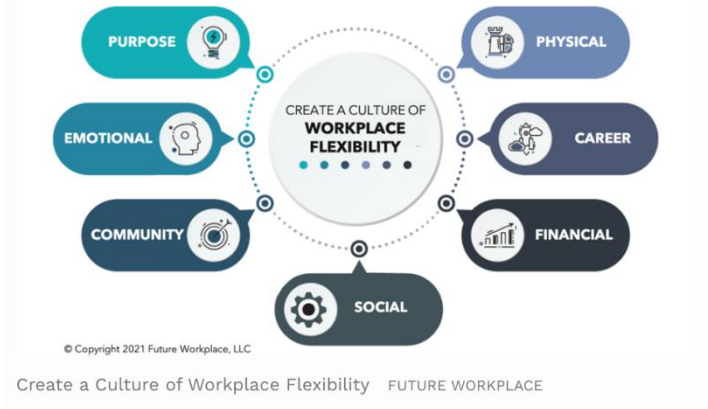 PURPOSE
PHYSICAL
CREATE A CULTURE OF
WORKPLACE
FLEXIBILITY
EMOTIONAL
CAREER
COMMUNITY
FINANCIAL
SOCIAL
© Copyright 2021 Future Workplace, LLC
Create a Culture of Workplace Flexibility FUTURE WORKPLACE